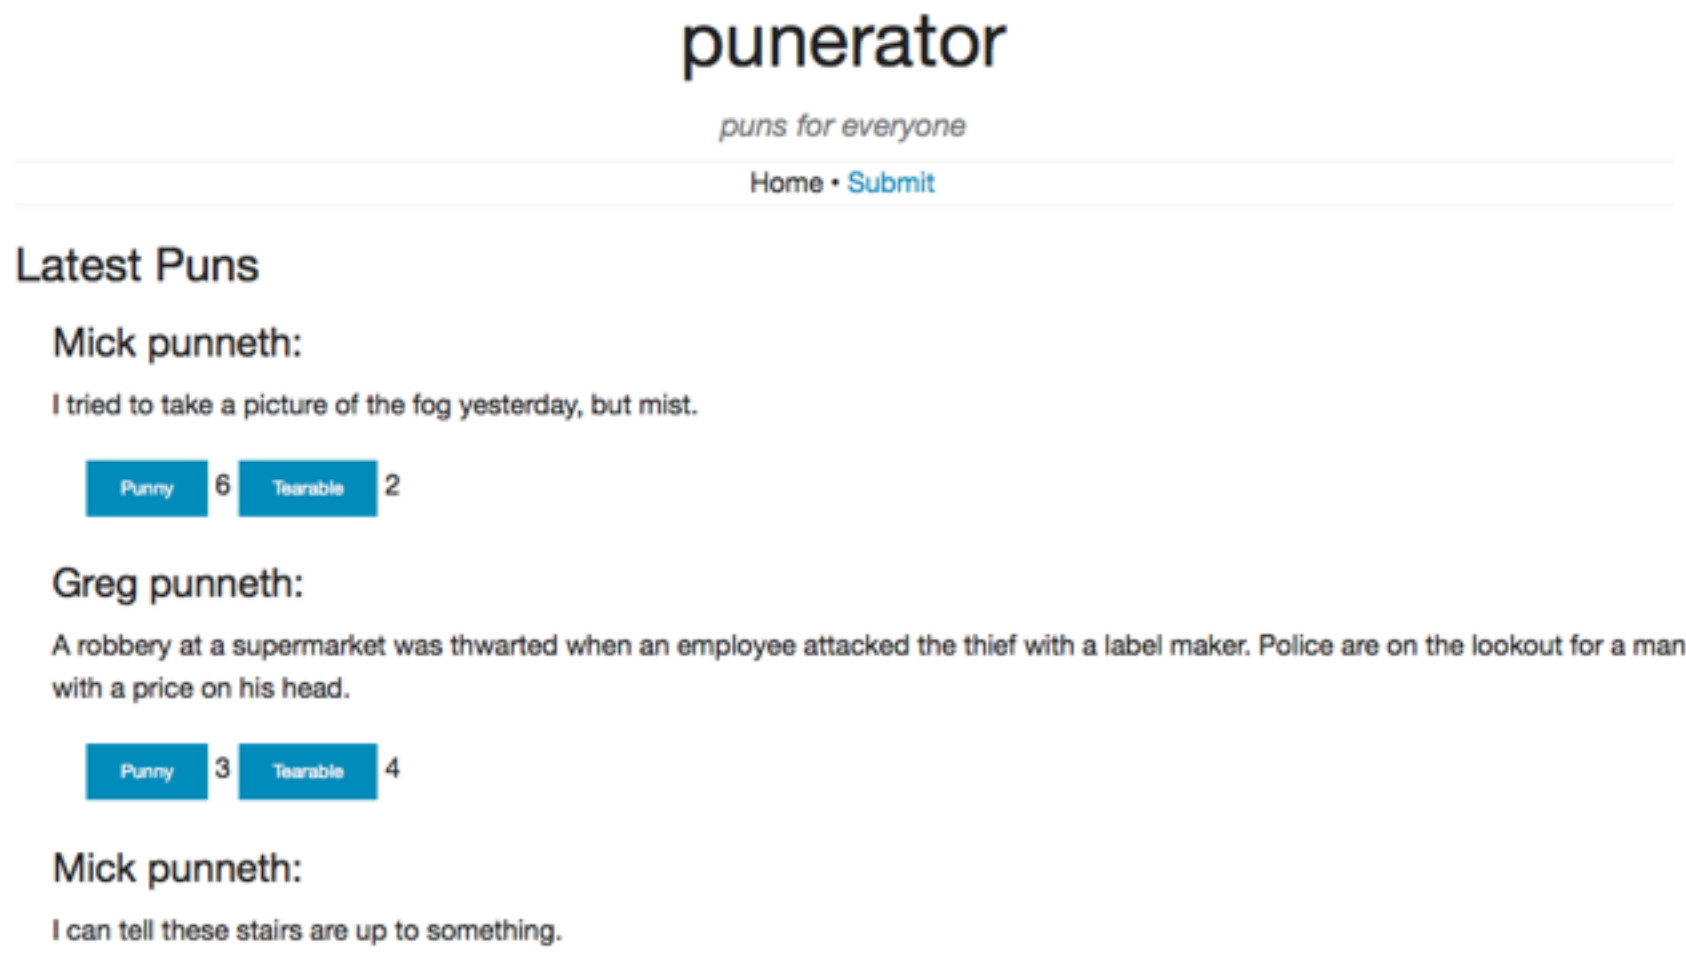 punerator
puns for everyone
Home • Submit
Latest Puns
Mick punneth:
I tried to take a picture of the fog yesterday, but mist.
Punny 6 Tearable 2
Greg punneth:
A robbery at a supermarket was thwarted when an employee attacked the thief with a label maker. Police are on the lookout for a man
with a price on his head.
Punny 3 Tearable 4
Mick punneth:
I can tell these stairs are up to something.